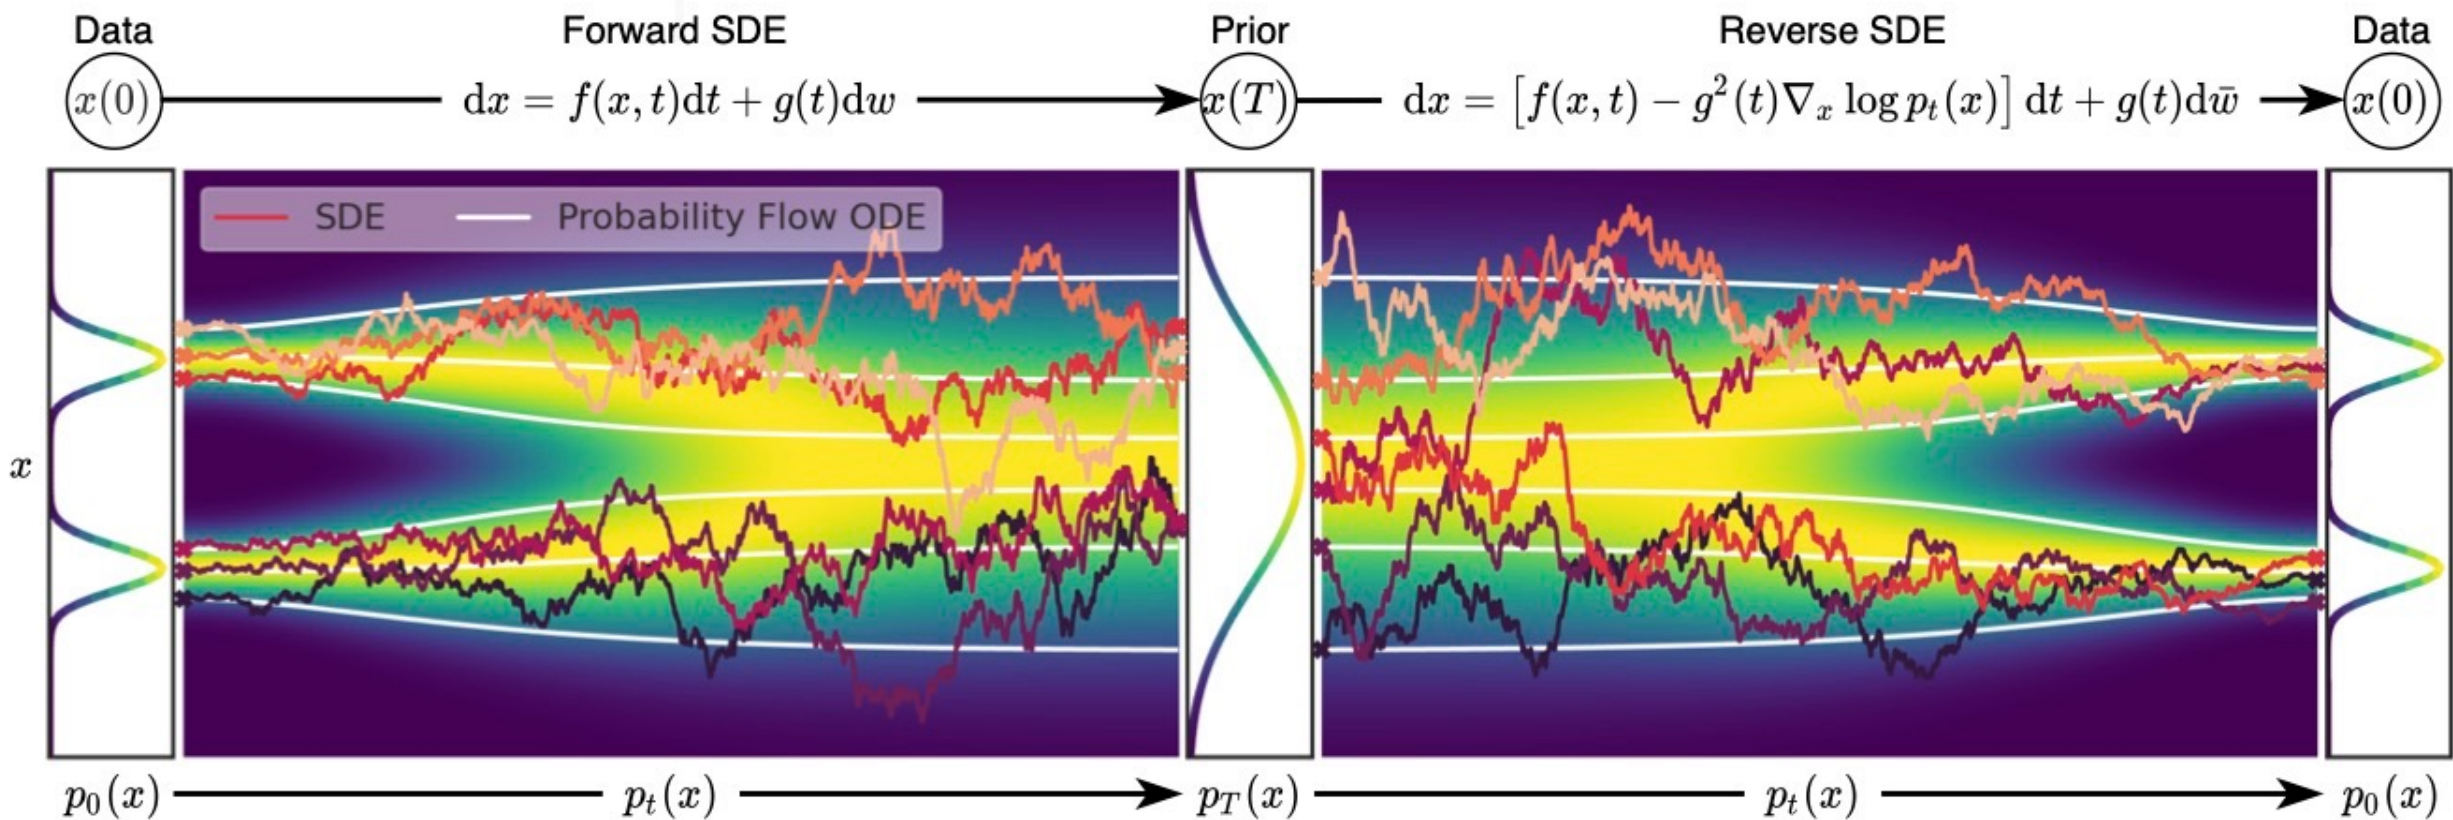 Data Forward SDE Prior Reverse SDE Data
x(0) dx = f(x, t)dt + g(t)dw x(T) dx = [f(x, t) − g²(t)∇ₓ log pₜ(x)] dt + g(t)dw̄ x(0)
SDE Probability Flow ODE
x
p₀(x) pₜ(x) p_T(x) pₜ(x) p₀(x)